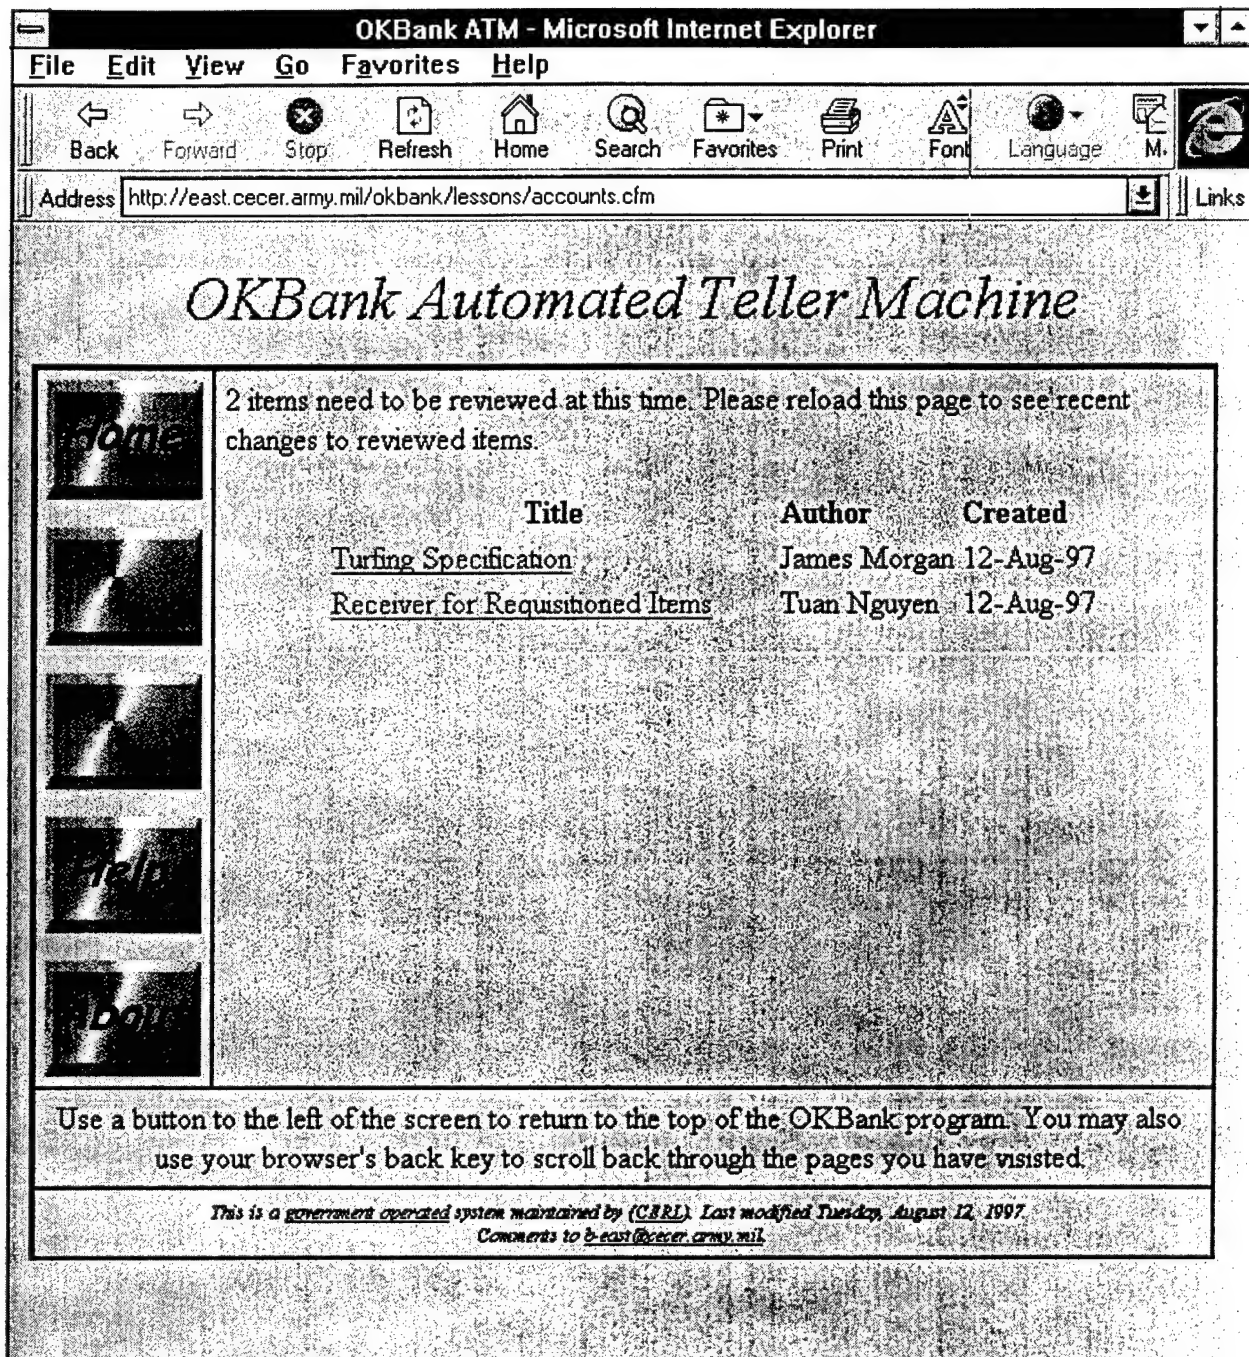 OKBank ATM - Microsoft Internet Explorer
File Edit View Go Favorites Help
Back Forward Stop Refresh Home Search Favorites Print Font Language M.
Address http://east.cecer.army.mil/okbank/lessons/accounts.cfm Links
OKBank Automated Teller Machine
Home
2 items need to be reviewed at this time. Please reload this page to see recent
changes to reviewed items.
Title Author Created
Turfing Specification James Morgan 12-Aug-97
Receiver for Requisitioned Items Tuan Nguyen 12-Aug-97
Help
About
Use a button to the left of the screen to return to the top of the OKBank program. You may also
use your browser's back key to scroll back through the pages you have visisted.
This is a government operated system maintained by (CERL). Last modified Tuesday, August 12, 1997.
Comments to b-east@cecer.army.mil